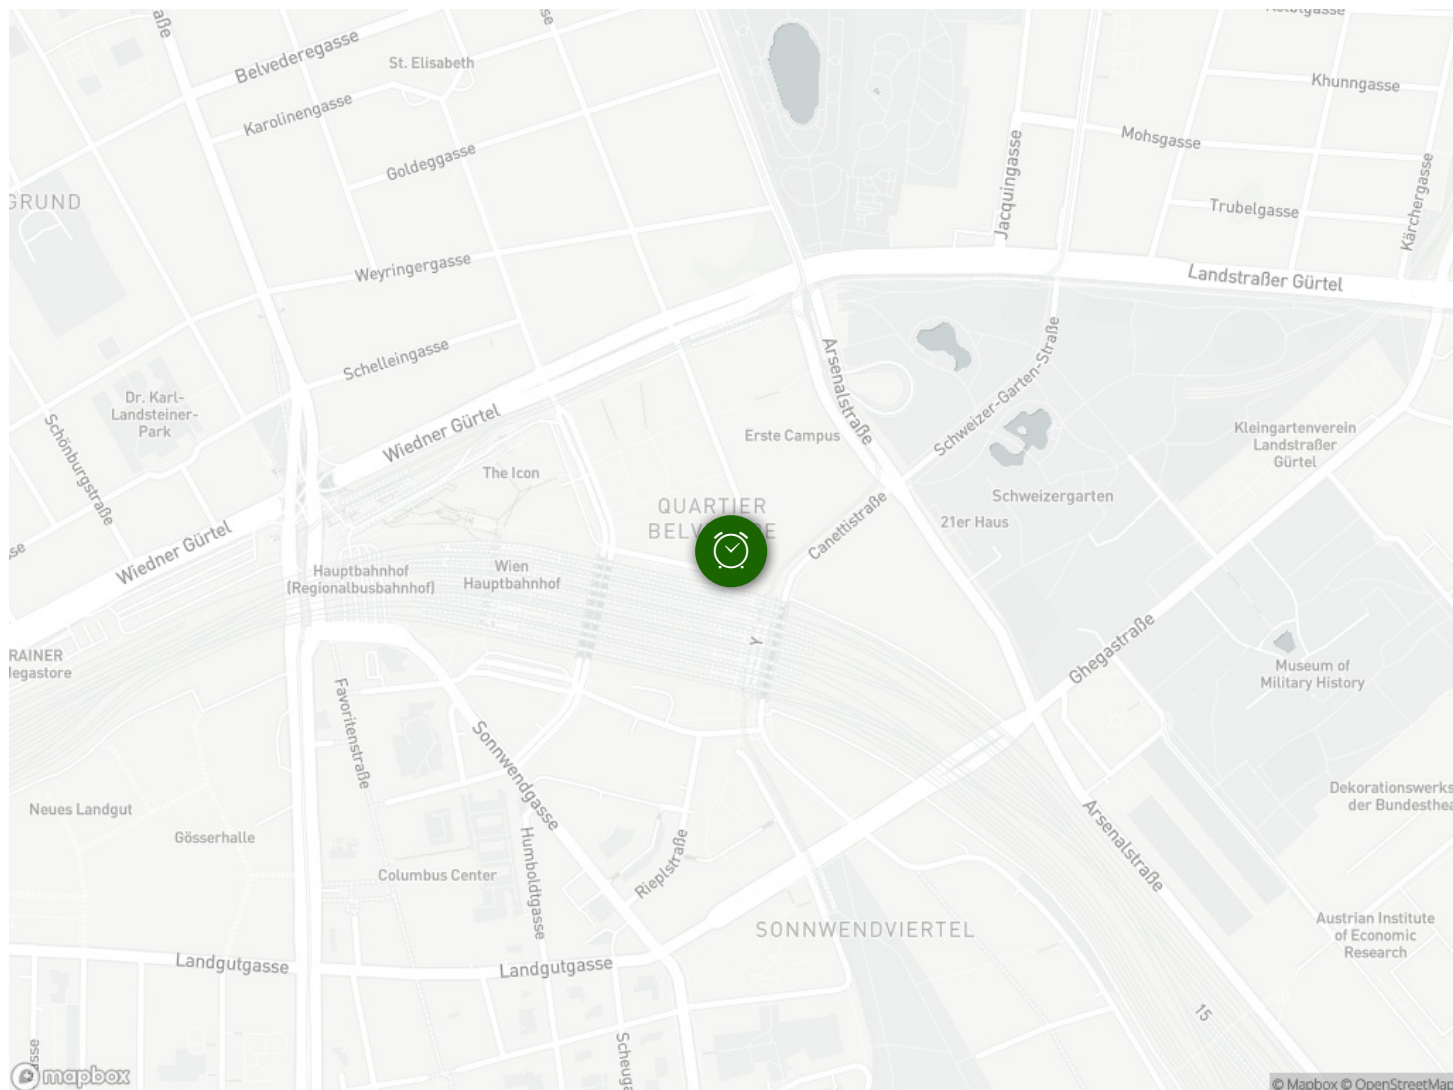 Belvederegasse
St. Elisabeth
Khunngasse
Karolinengasse
Mohsgasse
Goldeggasse
Jacquingasse
Kärchergasse
Trubelgasse
Weyringergasse
Landstraßer Gürtel
Schelleingasse
Arsenalstraße
Schweizer-Garten-Straße
Dr. Karl-
Landsteiner-
Park
Schönburgstraße
Wiedner Gürtel
Erste Campus
Kleingartenverein
Landstraßer
Gürtel
The Icon
Schweizergarten
QUARTIER
21er Haus
Canettistraße
Wiedner Gürtel
Hauptbahnhof
(Regionalbusbahnhof)
Wien
Hauptbahnhof
Ghegastraße
Museum of
Military History
RAINER
Favoritenstraße
Sonnwendgasse
Neues Landgut
Gösserhalle
Humboldtgasse
Rieplstraße
Columbus Center
Arsenalstraße
SONNWENDVIERTEL
Austrian Institute
of Economic
Research
Landgutgasse
Landgutgasse
15
mapbox
© Mapbox © OpenStreetMap